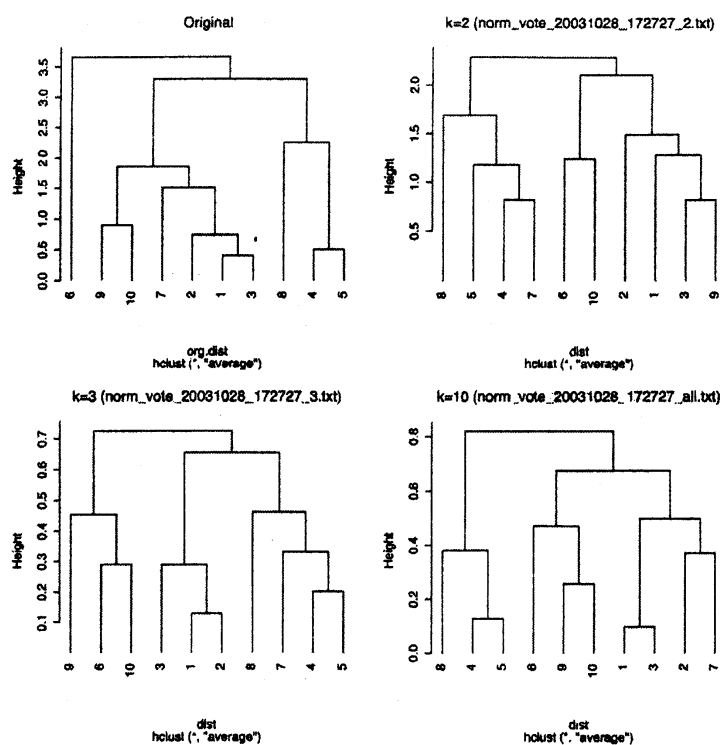 Original
Height
0.0 0.5 1.0 1.5 2.0 2.5 3.0 3.5
6 9 10 7 2 1 3 8 4 5
org.dist
hclust (*, "average")
k=2 (norm_vote_20031028_172727_2.txt)
Height
0.5 1.0 1.5 2.0
8 5 4 7 6 10 2 1 3 9
dist
hclust (*, "average")
k=3 (norm_vote_20031028_172727_3.txt)
Height
0.1 0.2 0.3 0.4 0.5 0.6 0.7
9 6 10 3 1 2 8 7 4 5
dist
hclust (*, "average")
k=10 (norm_vote_20031028_172727_all.txt)
Height
0.0 0.2 0.4 0.6 0.8
8 4 5 6 9 10 1 3 2 7
dist
hclust (*, "average")